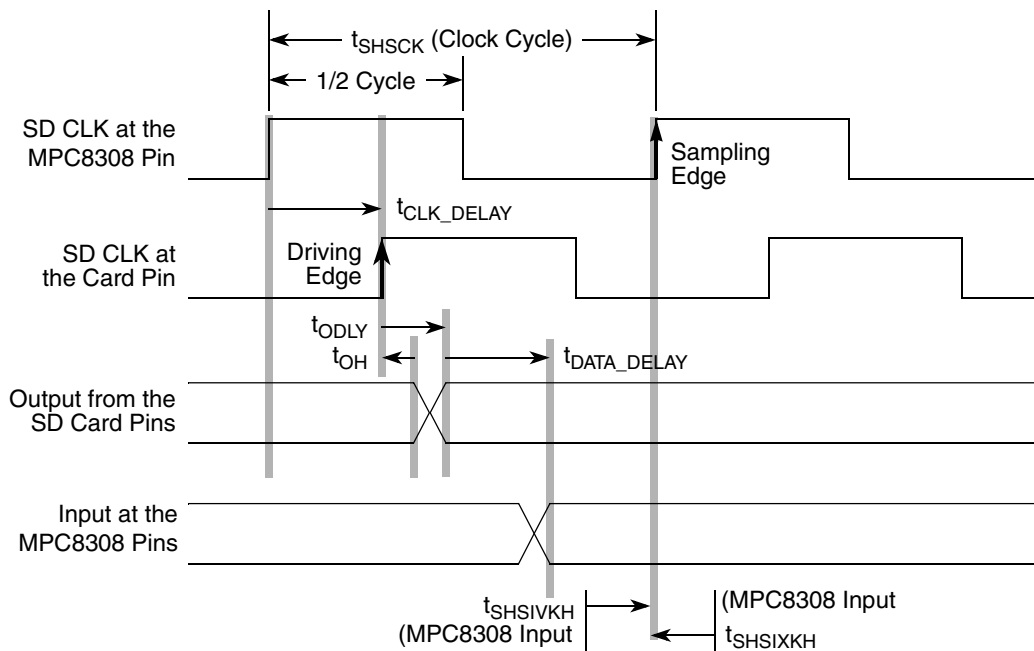 tSHSCK (Clock Cycle)
1/2 Cycle
SD CLK at the
MPC8308 Pin
Sampling
Edge
tCLK_DELAY
SD CLK at
the Card Pin
Driving
Edge
tODLY
tOH
tDATA_DELAY
Output from the
SD Card Pins
Input at the
MPC8308 Pins
tSHSIVKH
(MPC8308 Input
(MPC8308 Input
tSHSIXKH